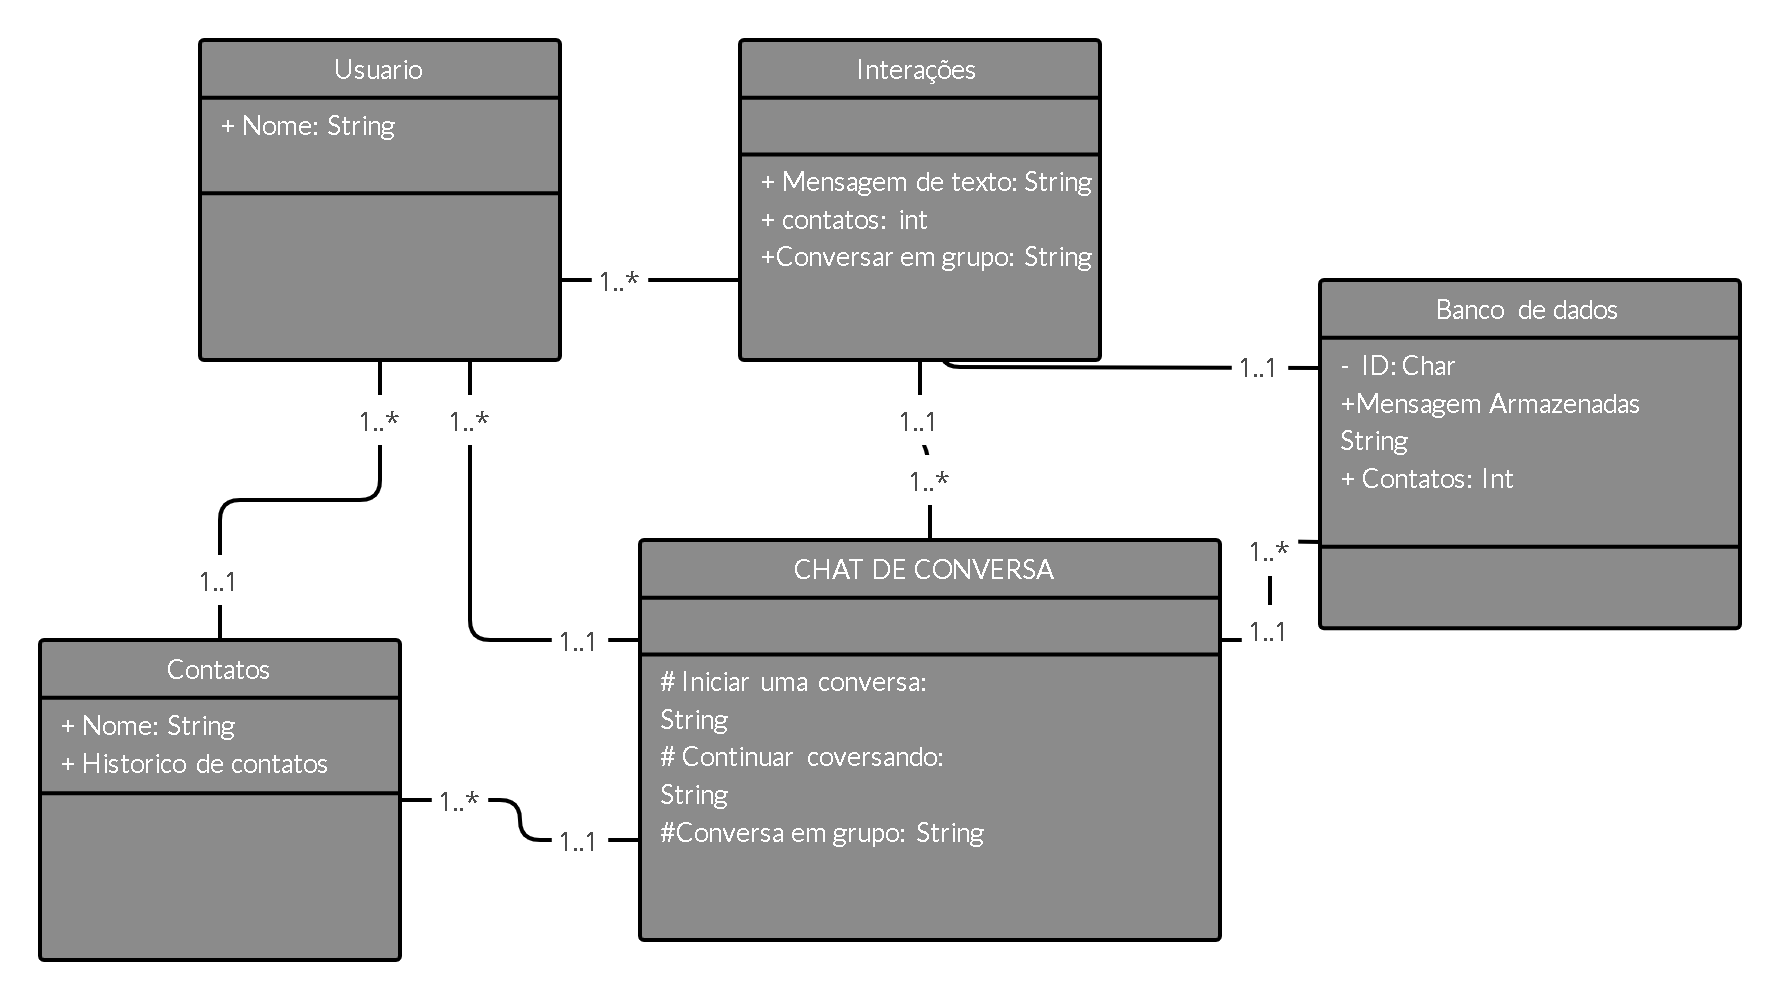 Usuario
+ Nome: String
Interações
+ Mensagem de texto: String
+ contatos: int
+Conversar em grupo: String
1..*
Banco de dados
- ID: Char
+Mensagem Armazenadas
String
+ Contatos: Int
1..1
1..*
1..*
1..1
1..*
1..*
1..1
1..1
1..1
CHAT DE CONVERSA
# Iniciar uma conversa:
String
# Continuar coversando:
String
#Conversa em grupo: String
Contatos
+ Nome: String
+ Historico de contatos
1..*
1..1